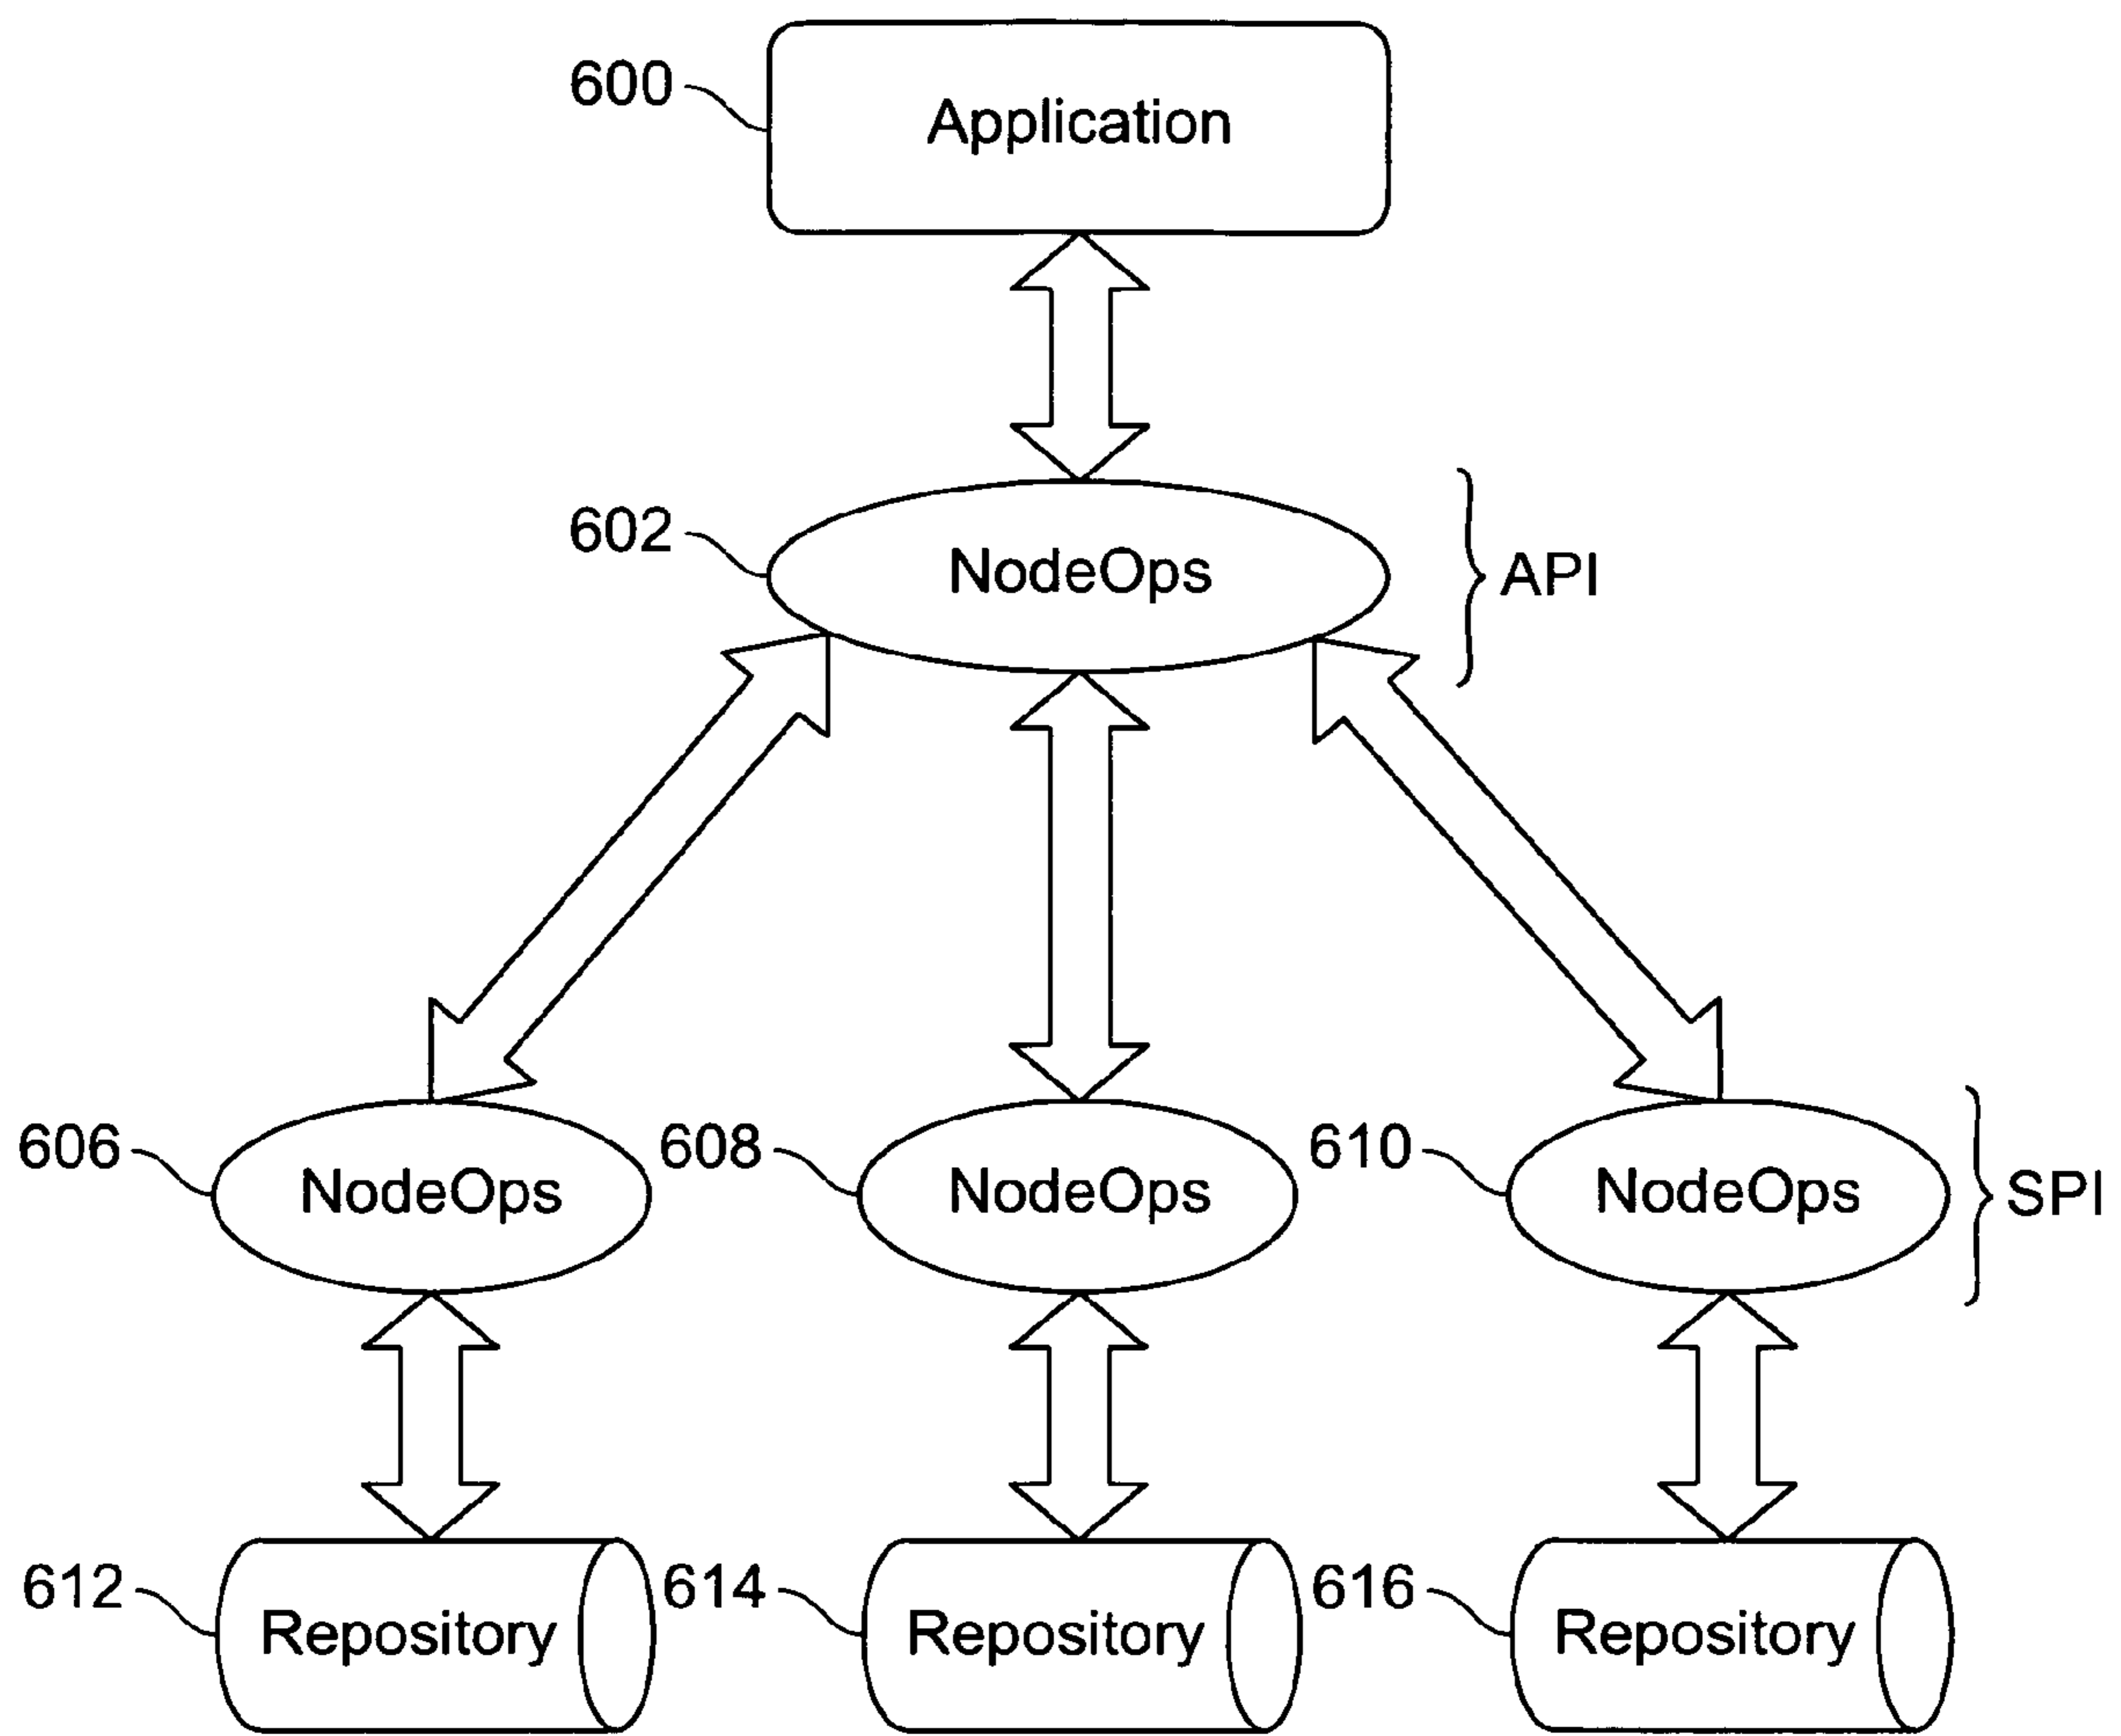 600
Application
602
NodeOps
API
606
NodeOps
608
NodeOps
610
NodeOps
SPI
612
Repository
614
Repository
616
Repository